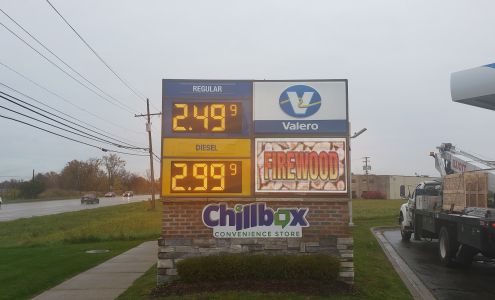 REGULAR
2.49 9
Valero
DIESEL
2.99 9
FIREWOOD
Chillbox
CONVENIENCE STORE